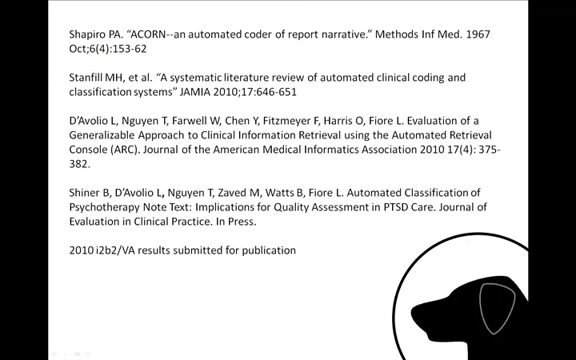 Shapiro PA. “ACORN--an automated coder of report narrative.” Methods Inf Med. 1967
Oct;6(4):153-62
Stanfill MH, et al. “A systematic literature review of automated clinical coding and
classification systems” JAMIA 2010;17:646-651
D’Avolio L, Nguyen T, Farwell W, Chen Y, Fitzmeyer F, Harris O, Fiore L. Evaluation of a
Generalizable Approach to Clinical Information Retrieval using the Automated Retrieval
Console (ARC). Journal of the American Medical Informatics Association 2010 17(4): 375-
382.
Shiner B, D’Avolio L, Nguyen T, Zaved M, Watts B, Fiore L. Automated Classification of
Psychotherapy Note Text: Implications for Quality Assessment in PTSD Care. Journal of
Evaluation in Clinical Practice. In Press.
2010 i2b2/VA results submitted for publication